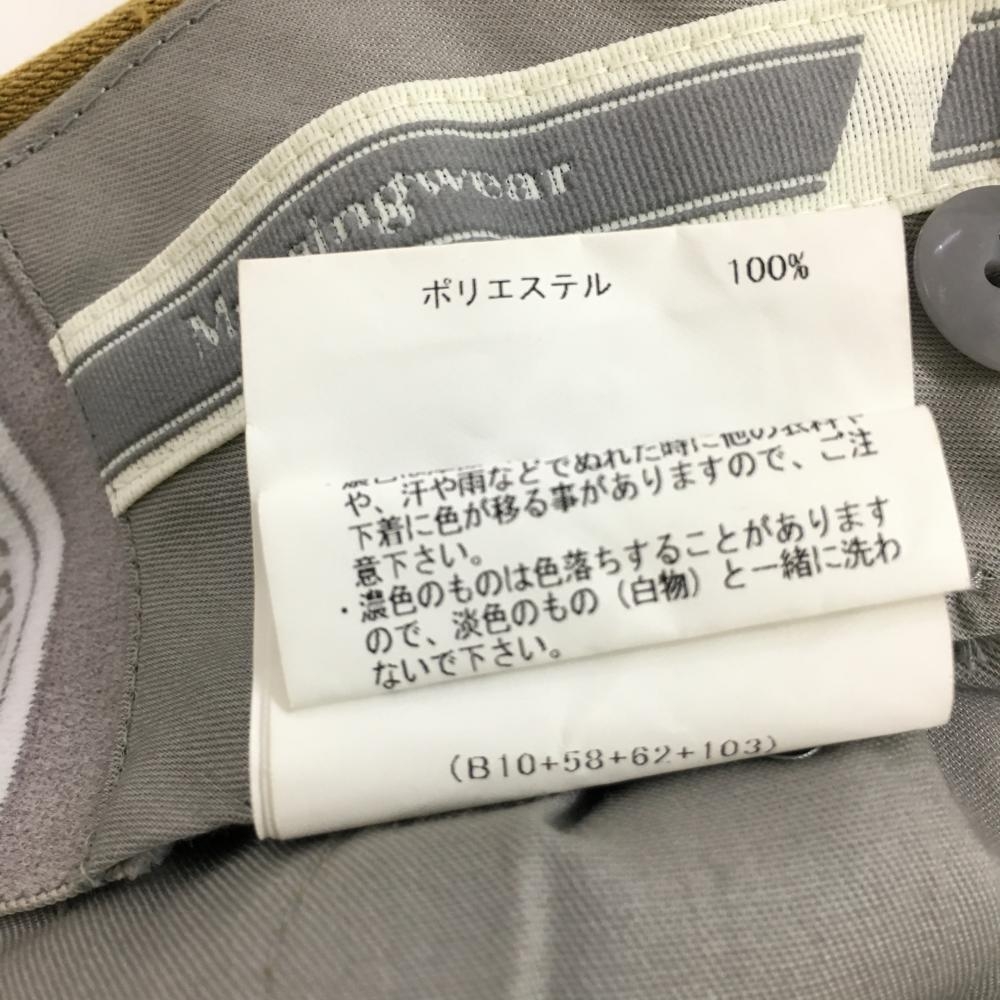 ingwear
ポリエステル 100%
や、汗や雨などでぬれた時に他の衣料や
下着に色が移る事がありますので、ご注
意下さい。
・濃色のものは色落ちすることがあります
ので、淡色のもの（白物）と一緒に洗わ
ないで下さい。
(B10+58+62+103)